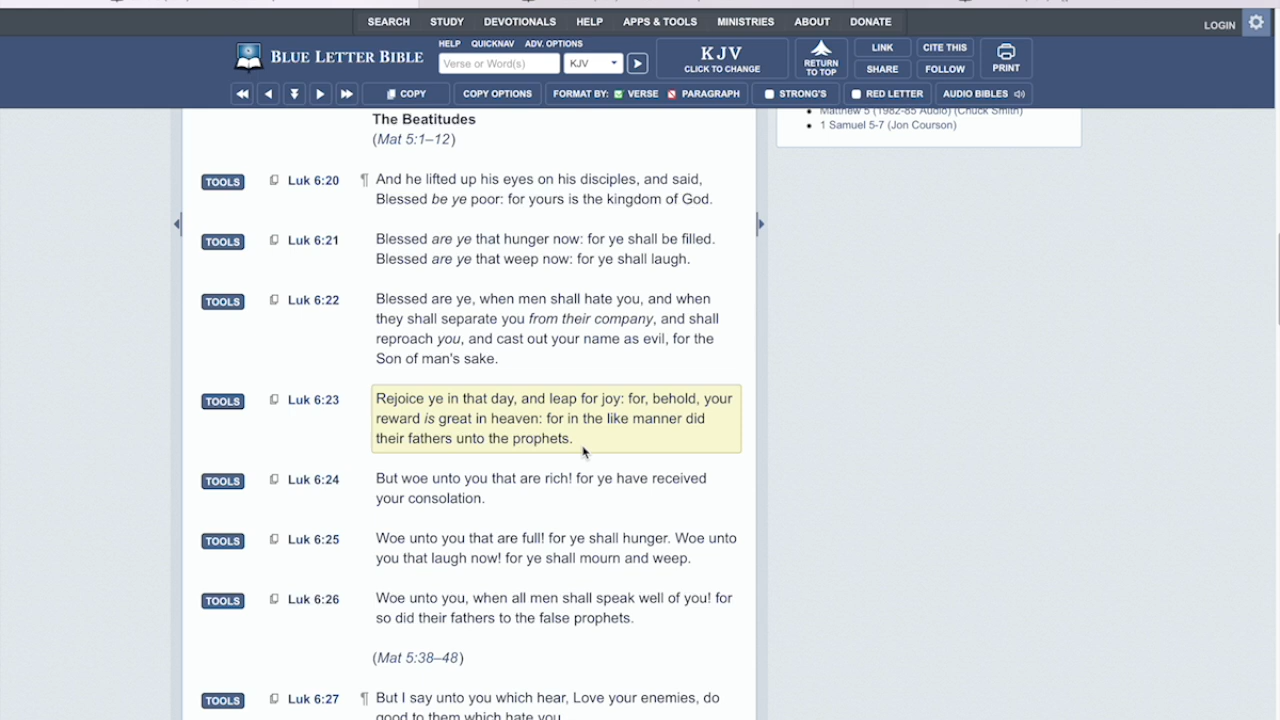 SEARCH STUDY DEVOTIONALS HELP APPS & TOOLS MINISTRIES ABOUT DONATE LOGIN
BLUE LETTER BIBLE
HELP QUICKNAV ADV. OPTIONS
Verse or Word(s) KJV
KJV
CLICK TO CHANGE
RETURN
TO TOP
LINK CITE THIS
SHARE FOLLOW
PRINT
COPY COPY OPTIONS FORMAT BY: VERSE PARAGRAPH STRONG'S RED LETTER AUDIO BIBLES
Matthew 5 (1982-85 Audio) (Chuck Smith)
1 Samuel 5-7 (Jon Courson)
The Beatitudes
(Mat 5:1–12)
TOOLS Luk 6:20 ¶ And he lifted up his eyes on his disciples, and said,
Blessed be ye poor: for yours is the kingdom of God.
TOOLS Luk 6:21 Blessed are ye that hunger now: for ye shall be filled.
Blessed are ye that weep now: for ye shall laugh.
TOOLS Luk 6:22 Blessed are ye, when men shall hate you, and when
they shall separate you from their company, and shall
reproach you, and cast out your name as evil, for the
Son of man's sake.
TOOLS Luk 6:23 Rejoice ye in that day, and leap for joy: for, behold, your
reward is great in heaven: for in the like manner did
their fathers unto the prophets.
TOOLS Luk 6:24 But woe unto you that are rich! for ye have received
your consolation.
TOOLS Luk 6:25 Woe unto you that are full! for ye shall hunger. Woe unto
you that laugh now! for ye shall mourn and weep.
TOOLS Luk 6:26 Woe unto you, when all men shall speak well of you! for
so did their fathers to the false prophets.
(Mat 5:38–48)
TOOLS Luk 6:27 ¶ But I say unto you which hear, Love your enemies, do
good to them which hate you